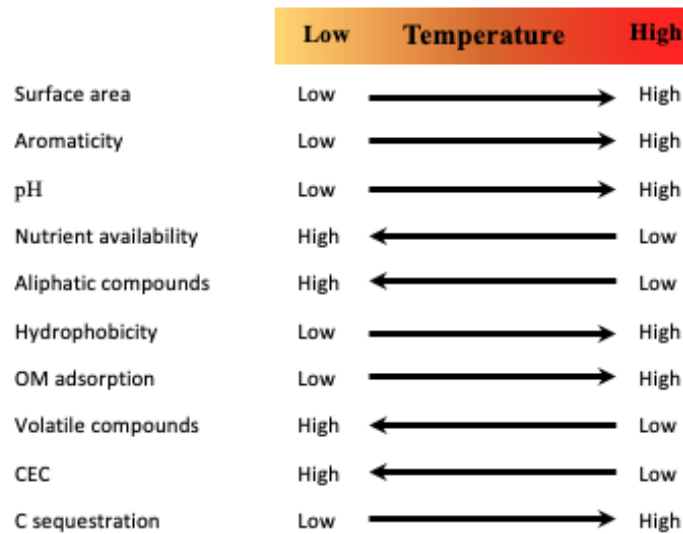 Low Temperature High
Surface area Low High
Aromaticity Low High
pH Low High
Nutrient availability High Low
Aliphatic compounds High Low
Hydrophobicity Low High
OM adsorption Low High
Volatile compounds High Low
CEC High Low
C sequestration Low High